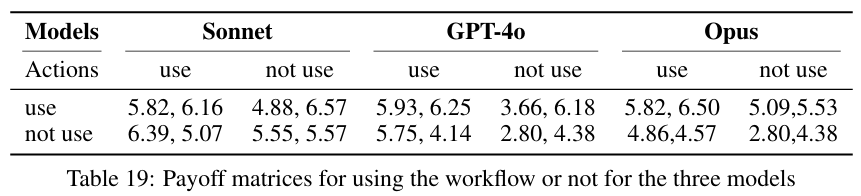 Models Sonnet GPT-4o Opus
Actions use not use use not use use not use
use 5.82, 6.16 4.88, 6.57 5.93, 6.25 3.66, 6.18 5.82, 6.50 5.09,5.53
not use 6.39, 5.07 5.55, 5.57 5.75, 4.14 2.80, 4.38 4.86,4.57 2.80,4.38
Table 19: Payoff matrices for using the workflow or not for the three models